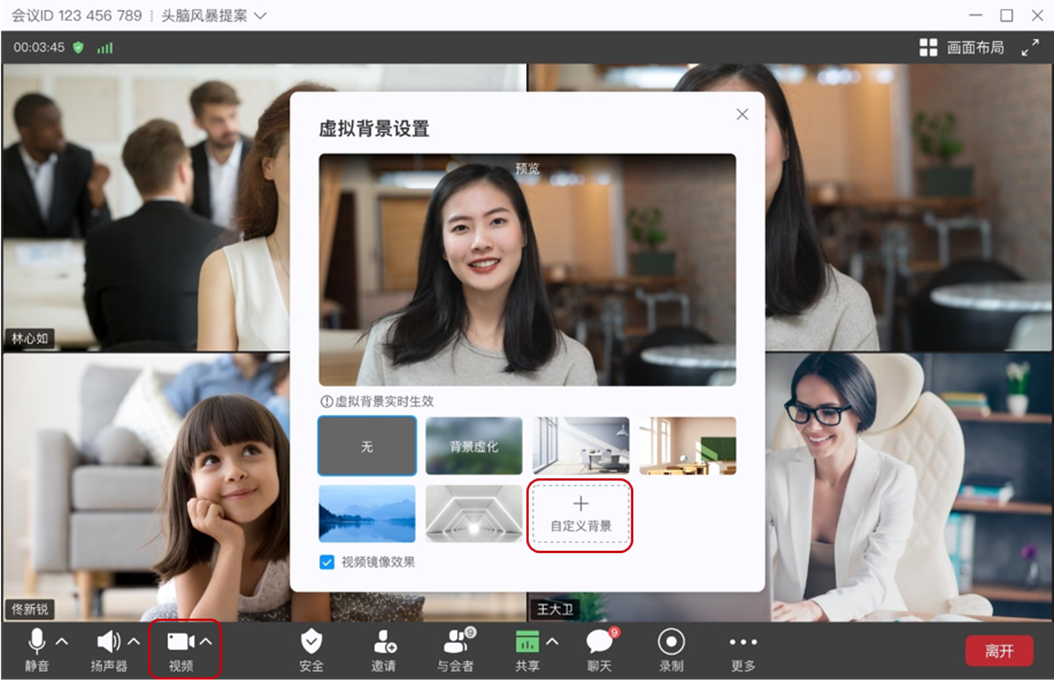 会议ID 123 456 789 ⁝ 头脑风暴提案
00:03:45
画面布局
虚拟背景设置
预览
林心如
虚拟背景实时生效
无
背景虚化
自定义背景
视频镜像效果
佟新锐
王大卫
静音
扬声器
视频
安全
邀请
9
与会者
共享
9
聊天
录制
更多
离开